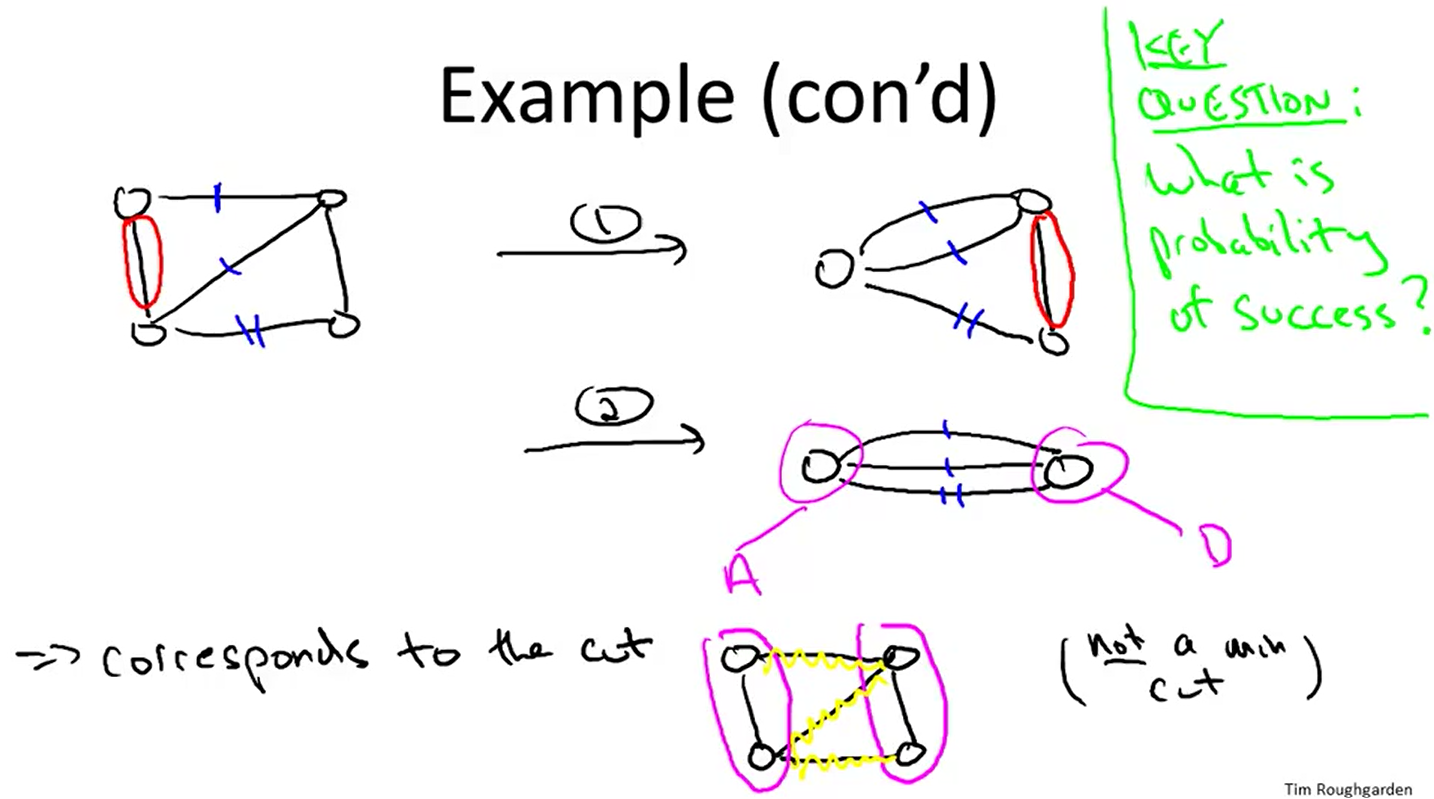 Example (con’d)
KEY
QUESTION:
what is
probability
of success?
1
2
A
B
=> corresponds to the cut
(not a min
cut)
Tim Roughgarden